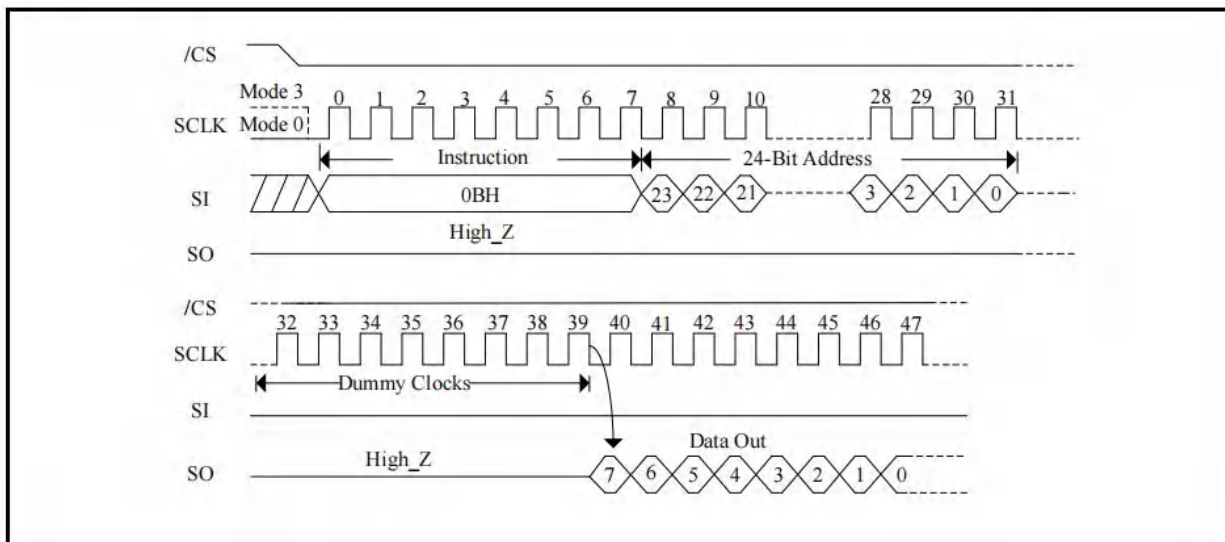 /CS
Mode 3
0 1 2 3 4 5 6 7 8 9 10 28 29 30 31
SCLK Mode 0
Instruction 24-Bit Address
SI 0BH 23 22 21 3 2 1 0
High_Z
SO
/CS
32 33 34 35 36 37 38 39 40 41 42 43 44 45 46 47
SCLK
Dummy Clocks
SI
High_Z Data Out
SO 7 6 5 4 3 2 1 0